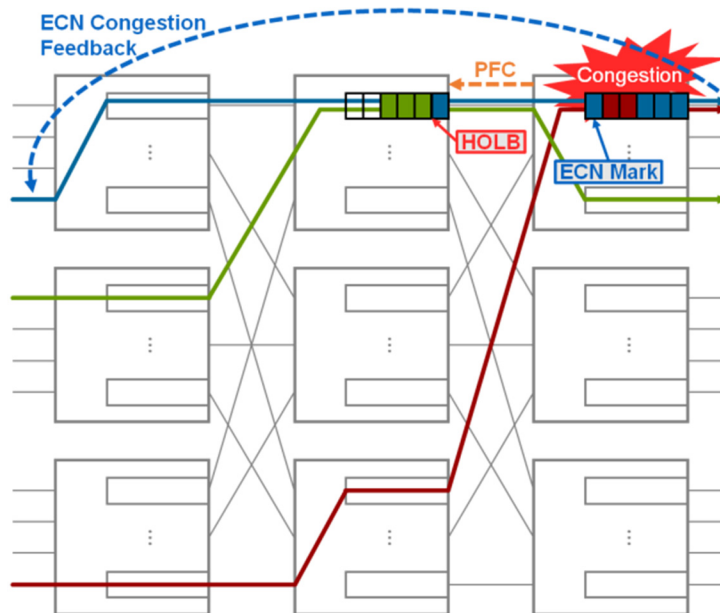 ECN Congestion
Feedback
PFC
Congestion
HOLB
ECN Mark